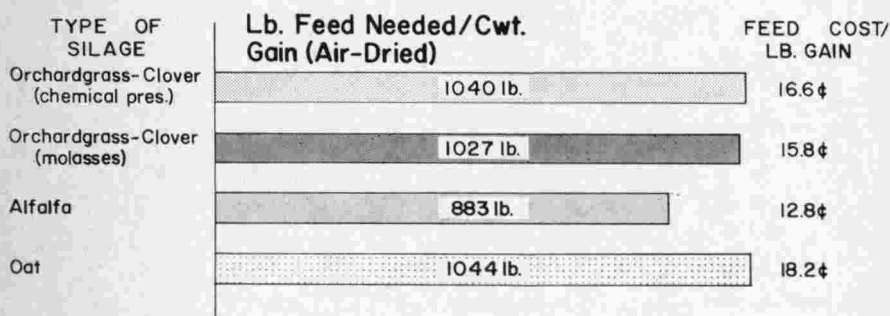 TYPE OF
SILAGE
Lb. Feed Needed/Cwt.
Gain (Air-Dried)
FEED COST/
LB. GAIN
Orchardgrass-Clover
(chemical pres.)
1040 lb.
16.6¢
Orchardgrass-Clover
(molasses)
1027 lb.
15.8¢
Alfalfa
883 lb.
12.8¢
Oat
1044 lb.
18.2¢